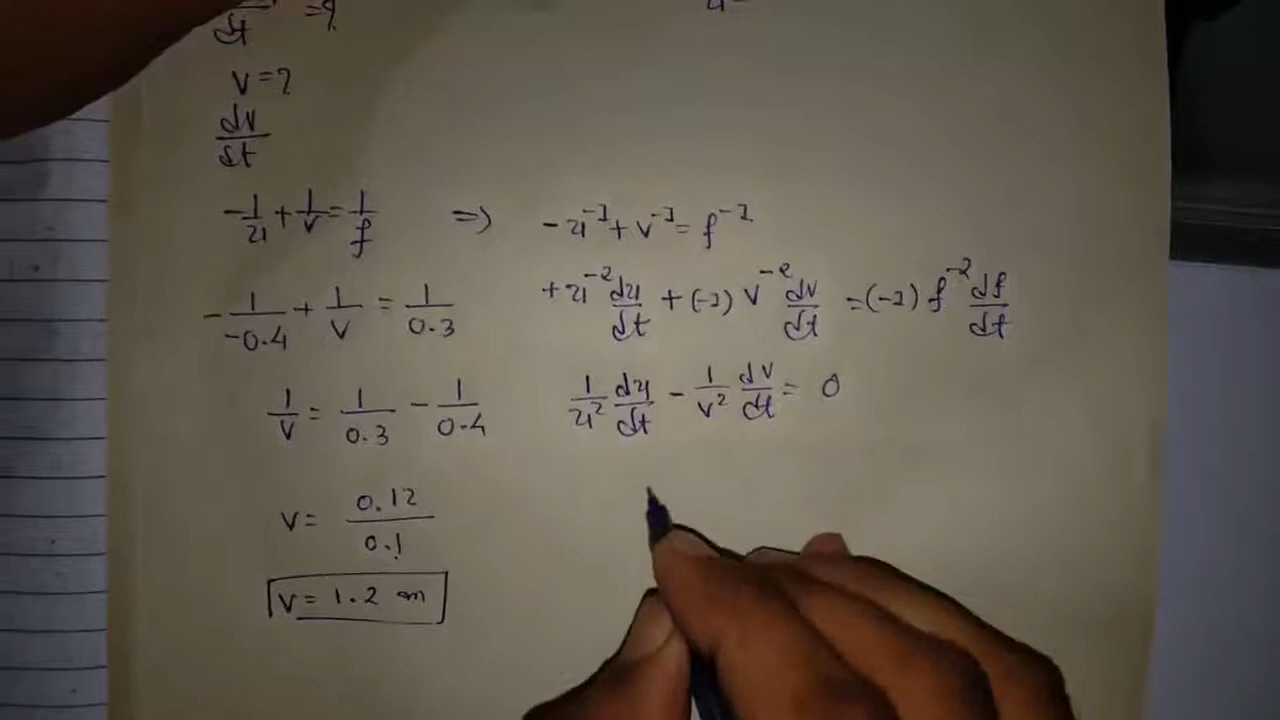 dt = ?
v = ?
dv/dt
-1/u + 1/v = 1/f ⇒ -u^-1 + v^-1 = f^-1
-1/-0.4 + 1/v = 1/0.3
+u^-2 du/dt + (-1) v^-2 dv/dt = (-1) f^-2 df/dt
1/v = 1/0.3 - 1/0.4
1/u² du/dt - 1/v² dv/dt = 0
v = 0.12/0.1
v = 1.2 m